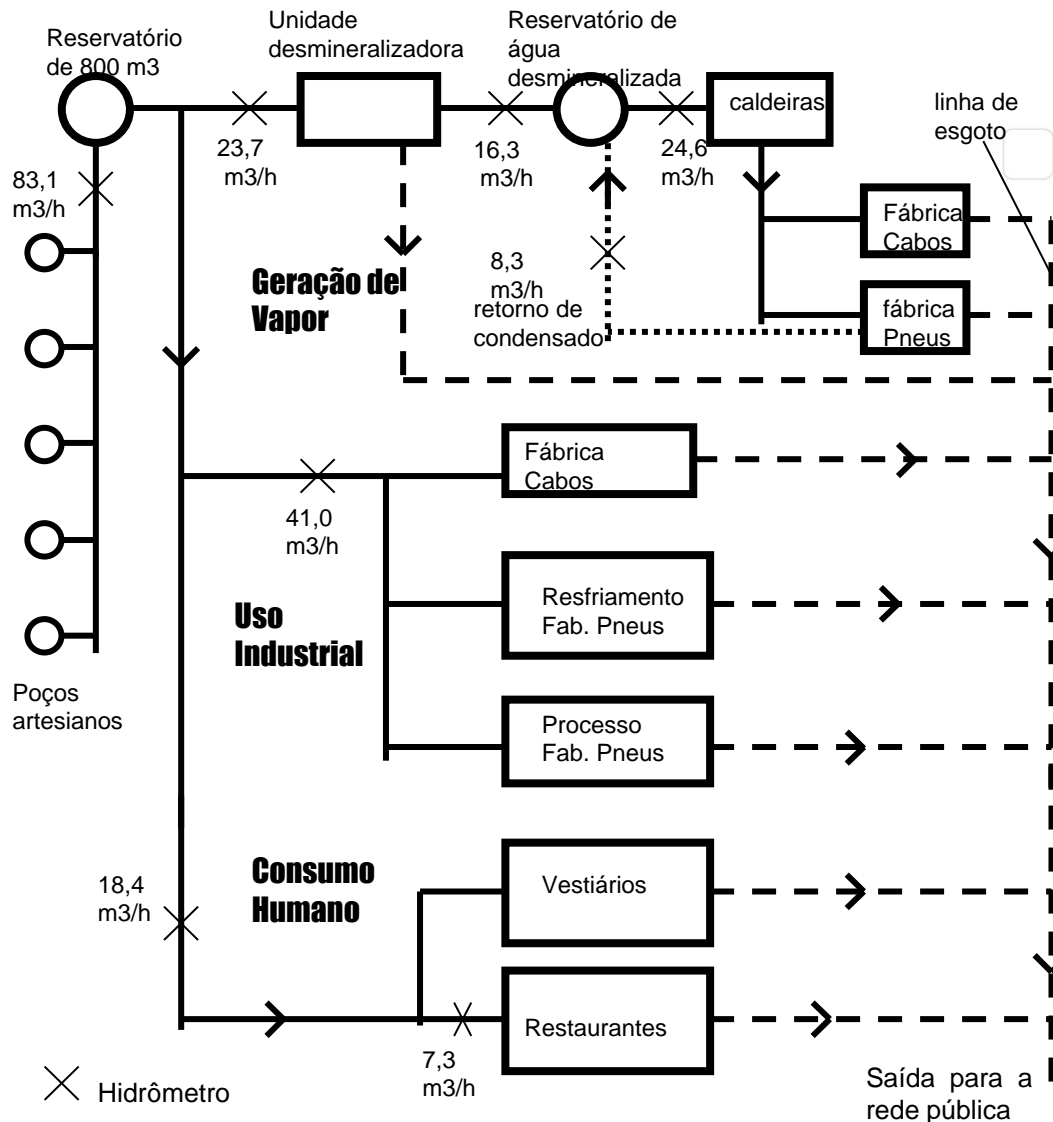 Reservatório
de 800 m3
Unidade
desmineralizadora
Reservatório de
água
desmineralizada
caldeiras
linha de
esgoto
83,1
m3/h
23,7
m3/h
16,3
m3/h
24,6
m3/h
Fábrica
Cabos
8,3
m3/h
retorno de
condensado
fábrica
Pneus
Geração de
Vapor
Fábrica
Cabos
41,0
m3/h
Uso
Industrial
Resfriamento
Fab. Pneus
Poços
artesianos
Processo
Fab. Pneus
18,4
m3/h
Consumo
Humano
Vestiários
Restaurantes
7,3
m3/h
Hidrômetro
Saída para a
rede pública